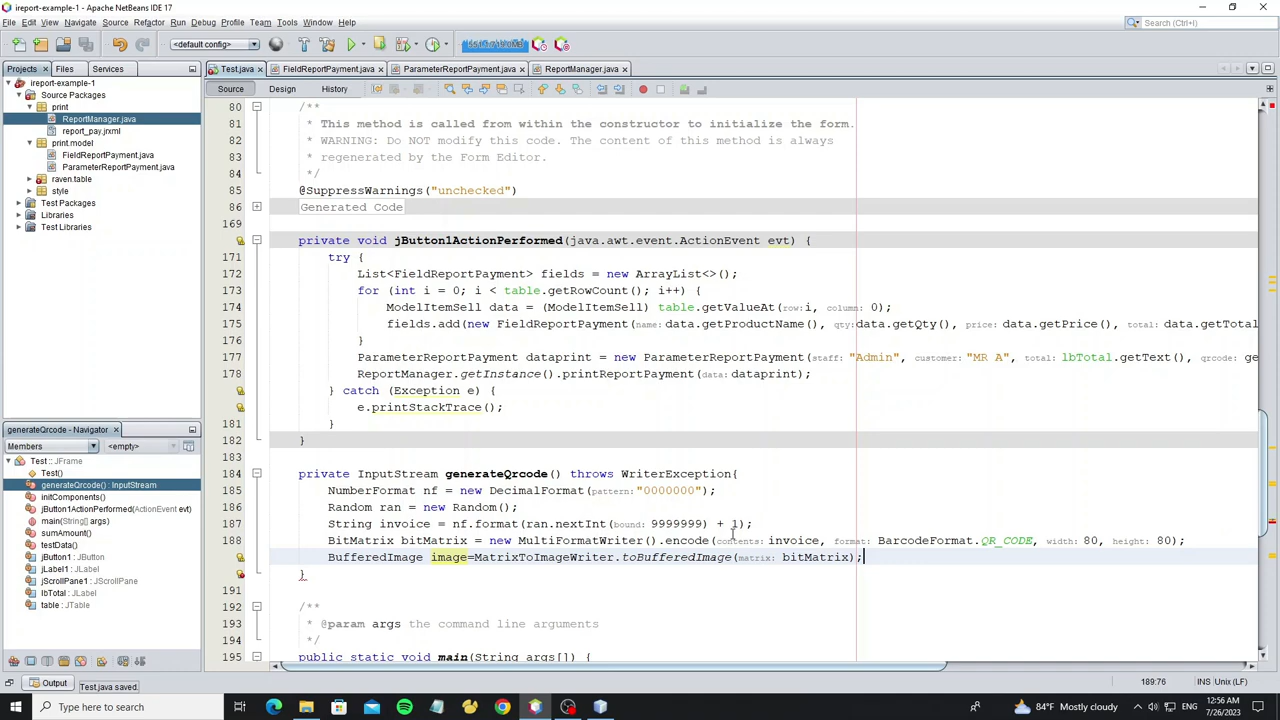 ireport-example-1 - Apache NetBeans IDE 17
File Edit View Navigate Source Refactor Run Debug Profile Team Tools Window Help
Search (Ctrl+I)
<default config>
Projects Files Services
Test.java FieldReportPayment.java ParameterReportPayment.java ReportManager.java
Source Design History
ireport-example-1
Source Packages
print
ReportManager.java
report_pay.jrxml
print.model
FieldReportPayment.java
ParameterReportPayment.java
raven.table
style
Test Packages
Libraries
Test Libraries
generateQrcode - Navigator
Members <empty>
Test :: JFrame
Test()
generateQrcode() : InputStream
initComponents()
jButton1ActionPerformed(ActionEvent evt)
main(String[] args)
sumAmount()
testData()
jButton1 : JButton
jLabel1 : JLabel
jScrollPane1 : JScrollPane
lbTotal : JLabel
table : JTable
80 /**
81 * This method is called from within the constructor to initialize the form.
82 * WARNING: Do NOT modify this code. The content of this method is always
83 * regenerated by the Form Editor.
84 */
85 @SuppressWarnings("unchecked")
86 Generated Code
169
private void jButton1ActionPerformed(java.awt.event.ActionEvent evt) {
171 try {
172 List<FieldReportPayment> fields = new ArrayList<>();
173 for (int i = 0; i < table.getRowCount(); i++) {
174 ModelItemSell data = (ModelItemSell) table.getValueAt(row:i, column: 0);
175 fields.add(new FieldReportPayment(name:data.getProductName(), qty:data.getQty(), price: data.getPrice(), total: data.getTotal
176 }
177 ParameterReportPayment dataprint = new ParameterReportPayment(staff: "Admin", customer: "MR A", total: lbTotal.getText(), qrcode: ge
178 ReportManager.getInstance().printReportPayment(data:dataprint);
} catch (Exception e) {
e.printStackTrace();
181 }
182 }
183
184 private InputStream generateQrcode() throws WriterException{
185 NumberFormat nf = new DecimalFormat(pattern:"0000000");
186 Random ran = new Random();
187 String invoice = nf.format(ran.nextInt(bound: 9999999) + 1);
188 BitMatrix bitMatrix = new MultiFormatWriter().encode(contents: invoice, format: BarcodeFormat.QR_CODE, width: 80, height: 80);
BufferedImage image=MatrixToImageWriter.toBufferedImage(matrix: bitMatrix);
}
191
192 /**
193 * @param args the command line arguments
194 */
195 public static void main(String args[]) {
Output
Test.java saved.
189:76 INS Unix (LF)
Type here to search
84°F Mostly cloudy
12:56 AM
7/26/2023